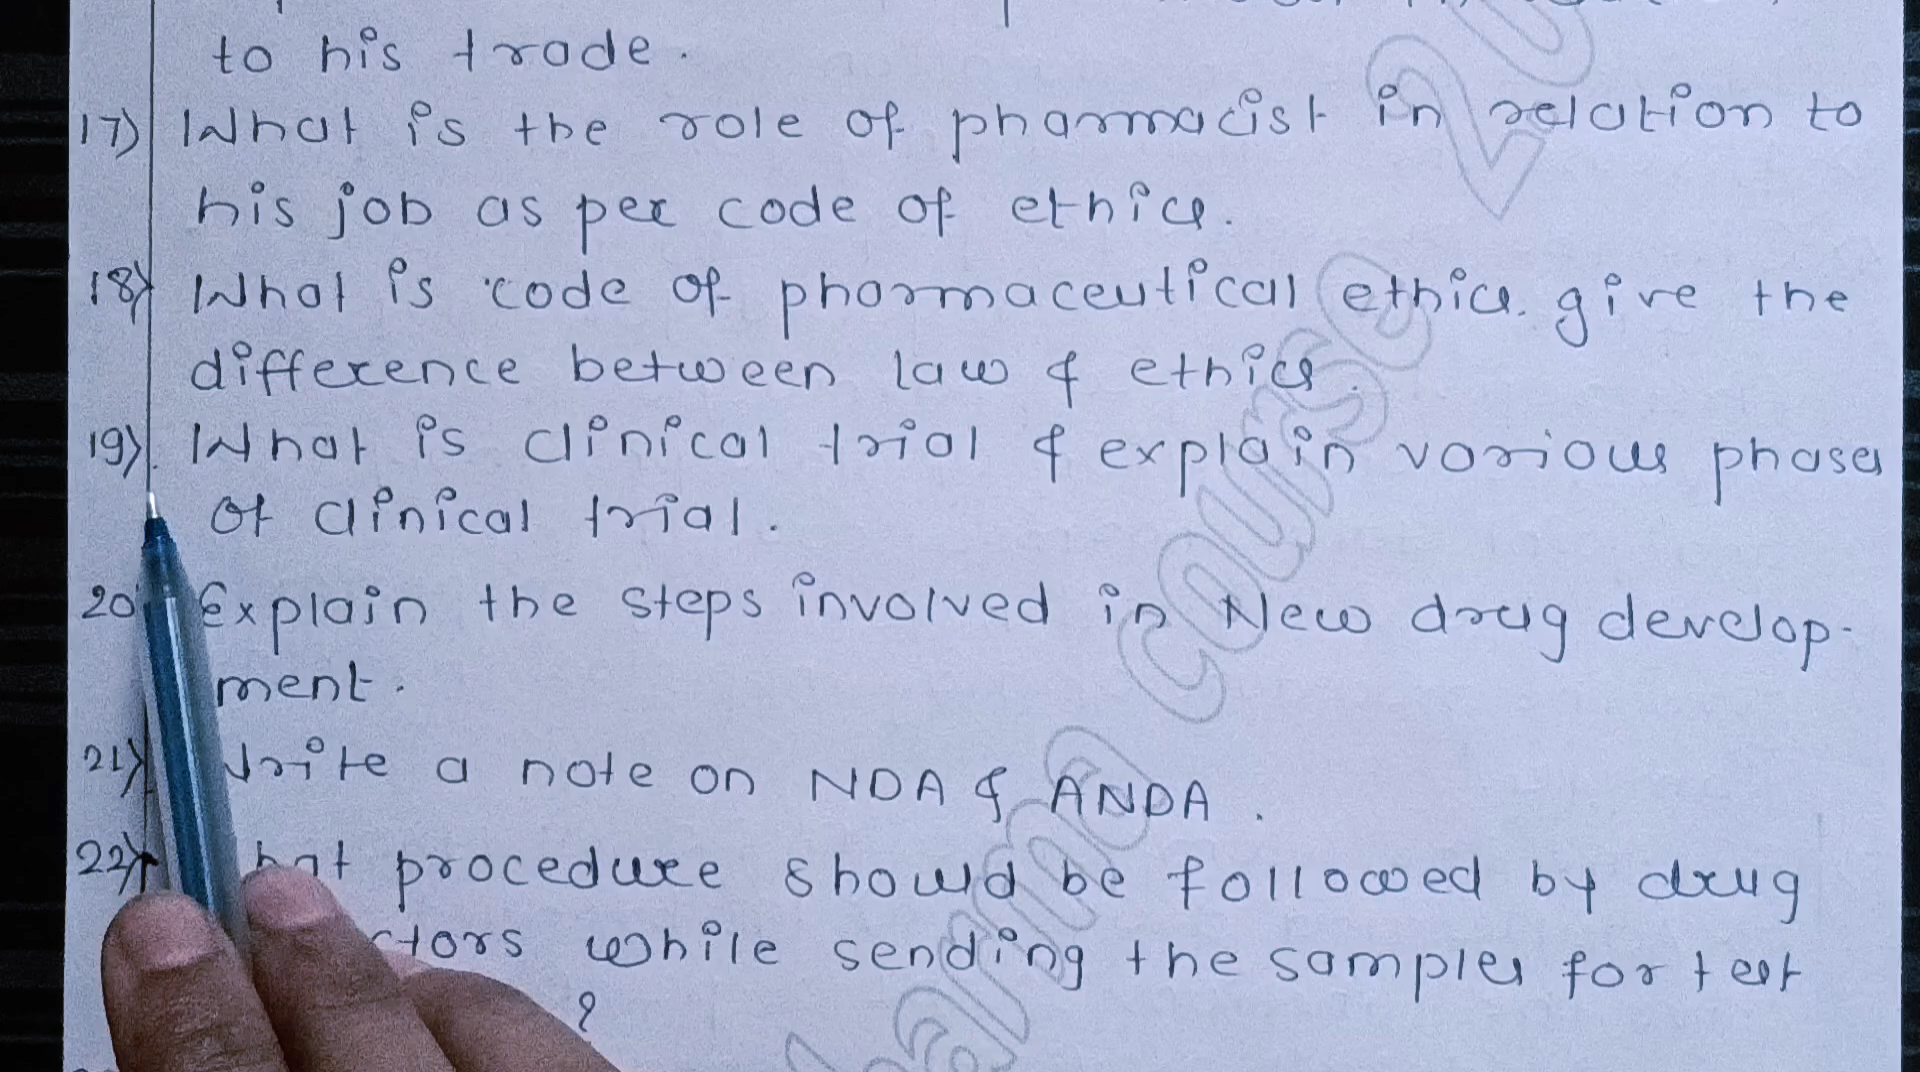 to his trade.
17) What is the role of pharmacist in relation to
his job as per code of ethics.
18) What is code of pharmaceutical ethics. give the
difference between law & ethics.
19) What is clinical trial & explain various phases
of clinical trial.
20 Explain the steps involved in New drug develop-
ment.
21) Write a note on NDA & ANDA.
22) procedure should be followed by drug
while sending the samples for test
?